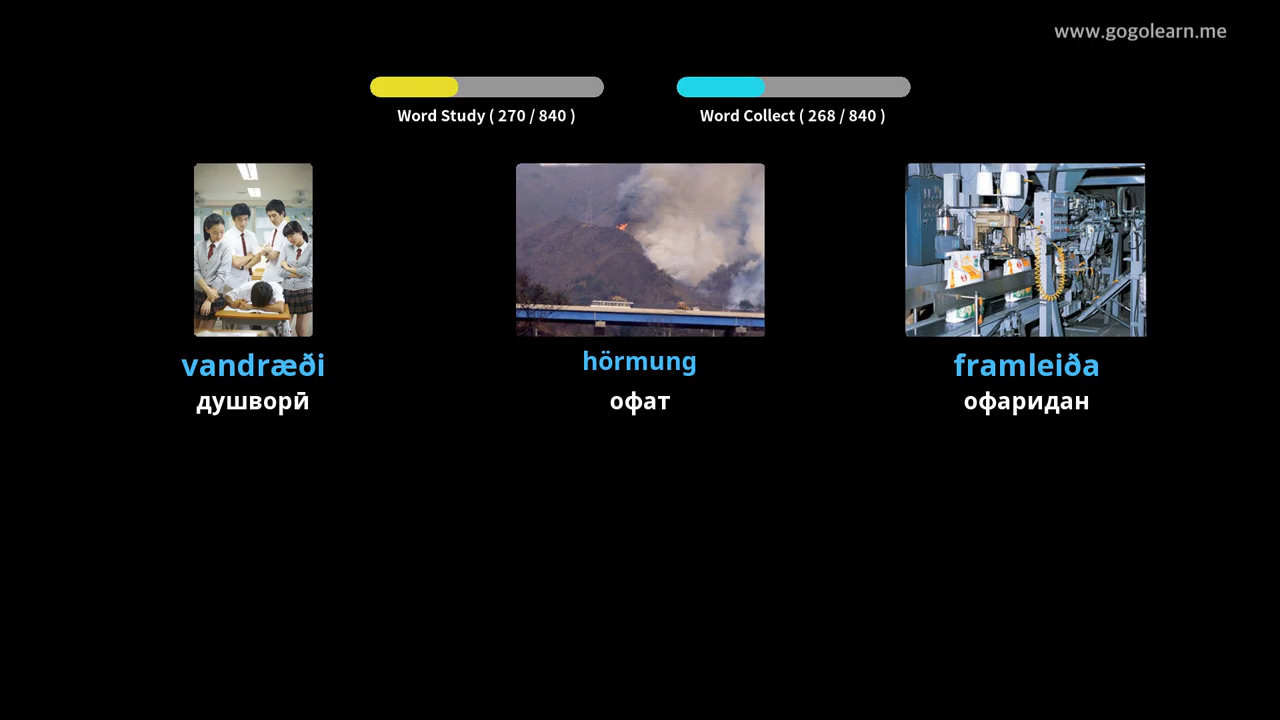 www.gogolearn.me
Word Study ( 270 / 840 )
Word Collect ( 268 / 840 )
vandræði
hörmung
framleiða
душворӣ
офат
офаридан